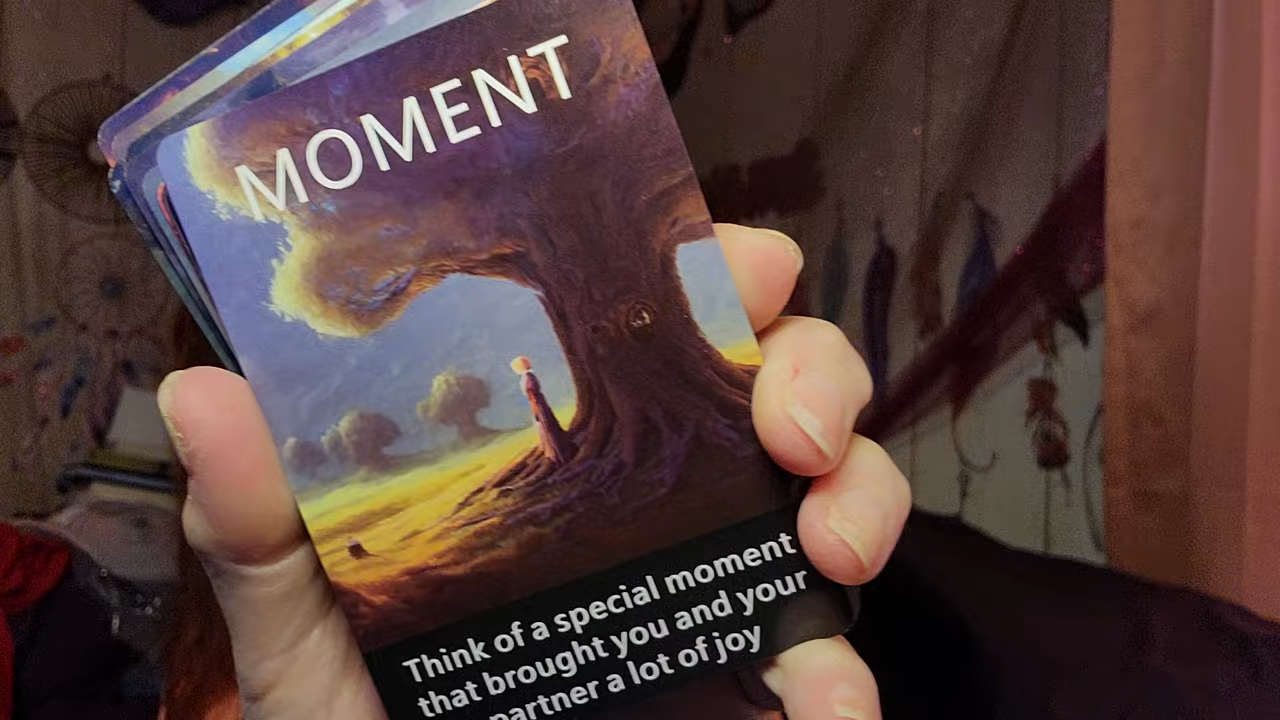 MOMENT
Think of a special moment
that brought you and your
partner a lot of joy